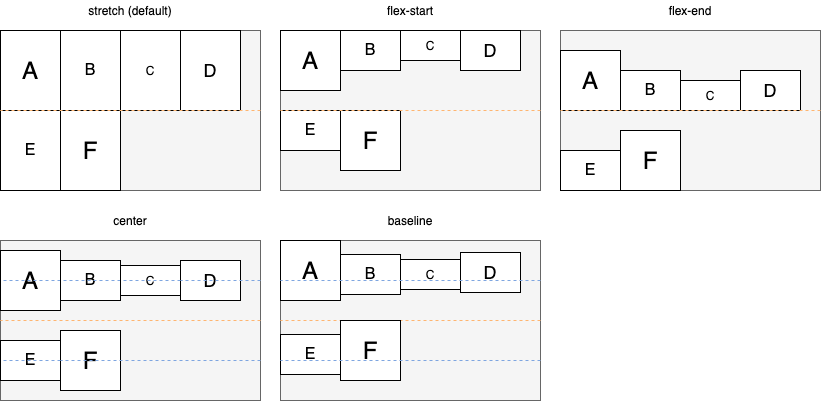 stretch (default)
flex-start
flex-end
A B C D
E F
A B C D
E F
A B C D
E F
center
baseline
A B C D
E F
A B C D
E F